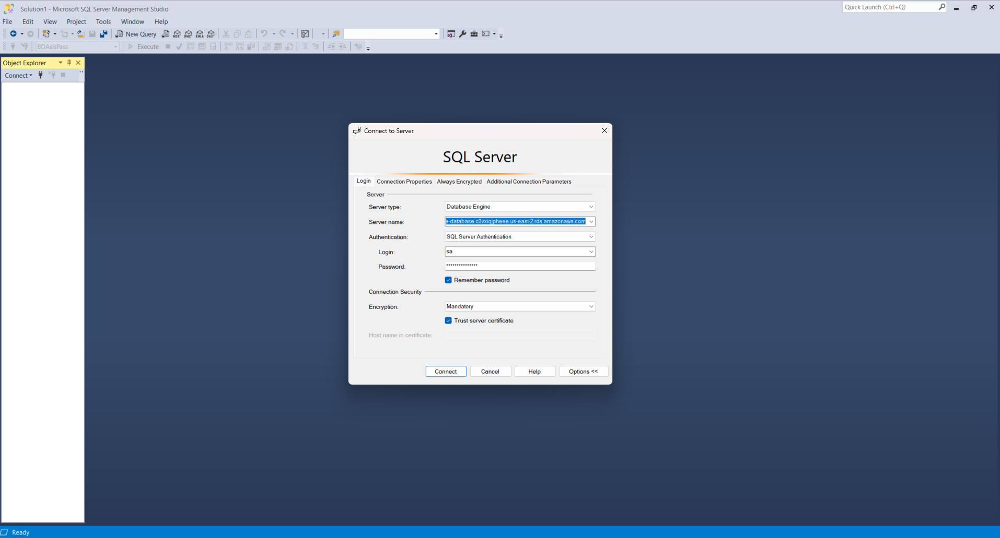 Solution1 - Microsoft SQL Server Management Studio
Quick Launch (Ctrl+Q)
File Edit View Project Tools Window Help
New Query MDX DMX XMLA DAX
BDAsisPass Execute
Object Explorer
Connect
Connect to Server
SQL Server
Login Connection Properties Always Encrypted Additional Connection Parameters
Server
Server type: Database Engine
Server name: e-database.c0vxiqjpheee.us-east-2.rds.amazonaws.com
Authentication: SQL Server Authentication
Login: sa
Password: ***************
Remember password
Connection Security
Encryption: Mandatory
Trust server certificate
Host name in certificate:
Connect Cancel Help Options <<
Ready